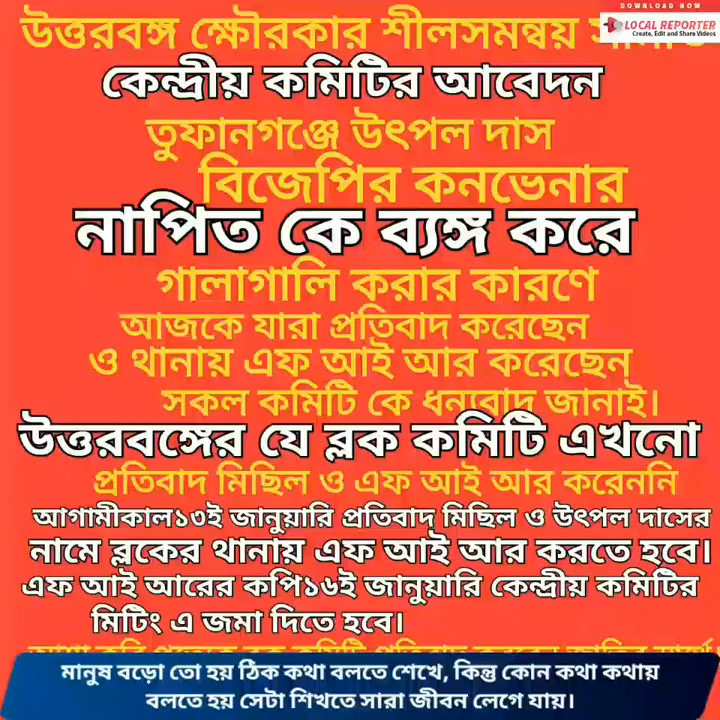 DOWNLOAD NOW
LOCAL REPORTER
Create, Edit and Share Videos
উত্তরবঙ্গ ক্ষৌরকার শীলসমন্বয়
কেন্দ্রীয় কমিটির আবেদন
তুফানগঞ্জে উৎপল দাস
বিজেপির কনভেনার
নাপিত কে ব্যঙ্গ করে
গালাগালি করার কারণে
আজকে যারা প্রতিবাদ করেছেন
ও থানায় এফ আই আর করেছেন
সকল কমিটি কে ধন্যবাদ জানাই।
উত্তরবঙ্গের যে ব্লক কমিটি এখনো
প্রতিবাদ মিছিল ও এফ আই আর করেননি
আগামীকাল১৩ই জানুয়ারি প্রতিবাদ মিছিল ও উৎপল দাসের
নামে ব্লকের থানায় এফ আই আর করতে হবে।
এফ আই আরের কপি১৬ই জানুয়ারি কেন্দ্রীয় কমিটির
মিটিং এ জমা দিতে হবে।
মানুষ বড়ো তো হয় ঠিক কথা বলতে শেখে, কিন্তু কোন কথা কথায়
বলতে হয় সেটা শিখতে সারা জীবন লেগে যায়।